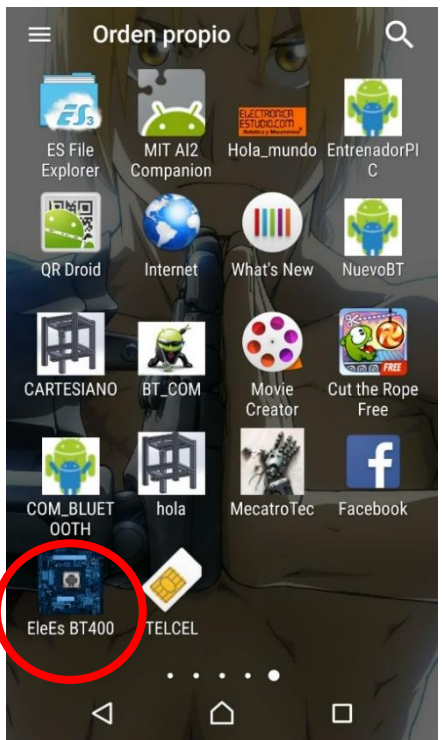 Orden propio
ES File
Explorer
MIT AI2
Companion
ELECTRONICA
ESTUDIO.COM
Hola_mundo
EntrenadorPI
C
QR Droid
Internet
What's New
NuevoBT
CARTESIANO
BT_COM
Movie
Creator
FREE
Cut the Rope
Free
COM_BLUET
OOTH
hola
MecatroTec
Facebook
EleEs BT400
TELCEL